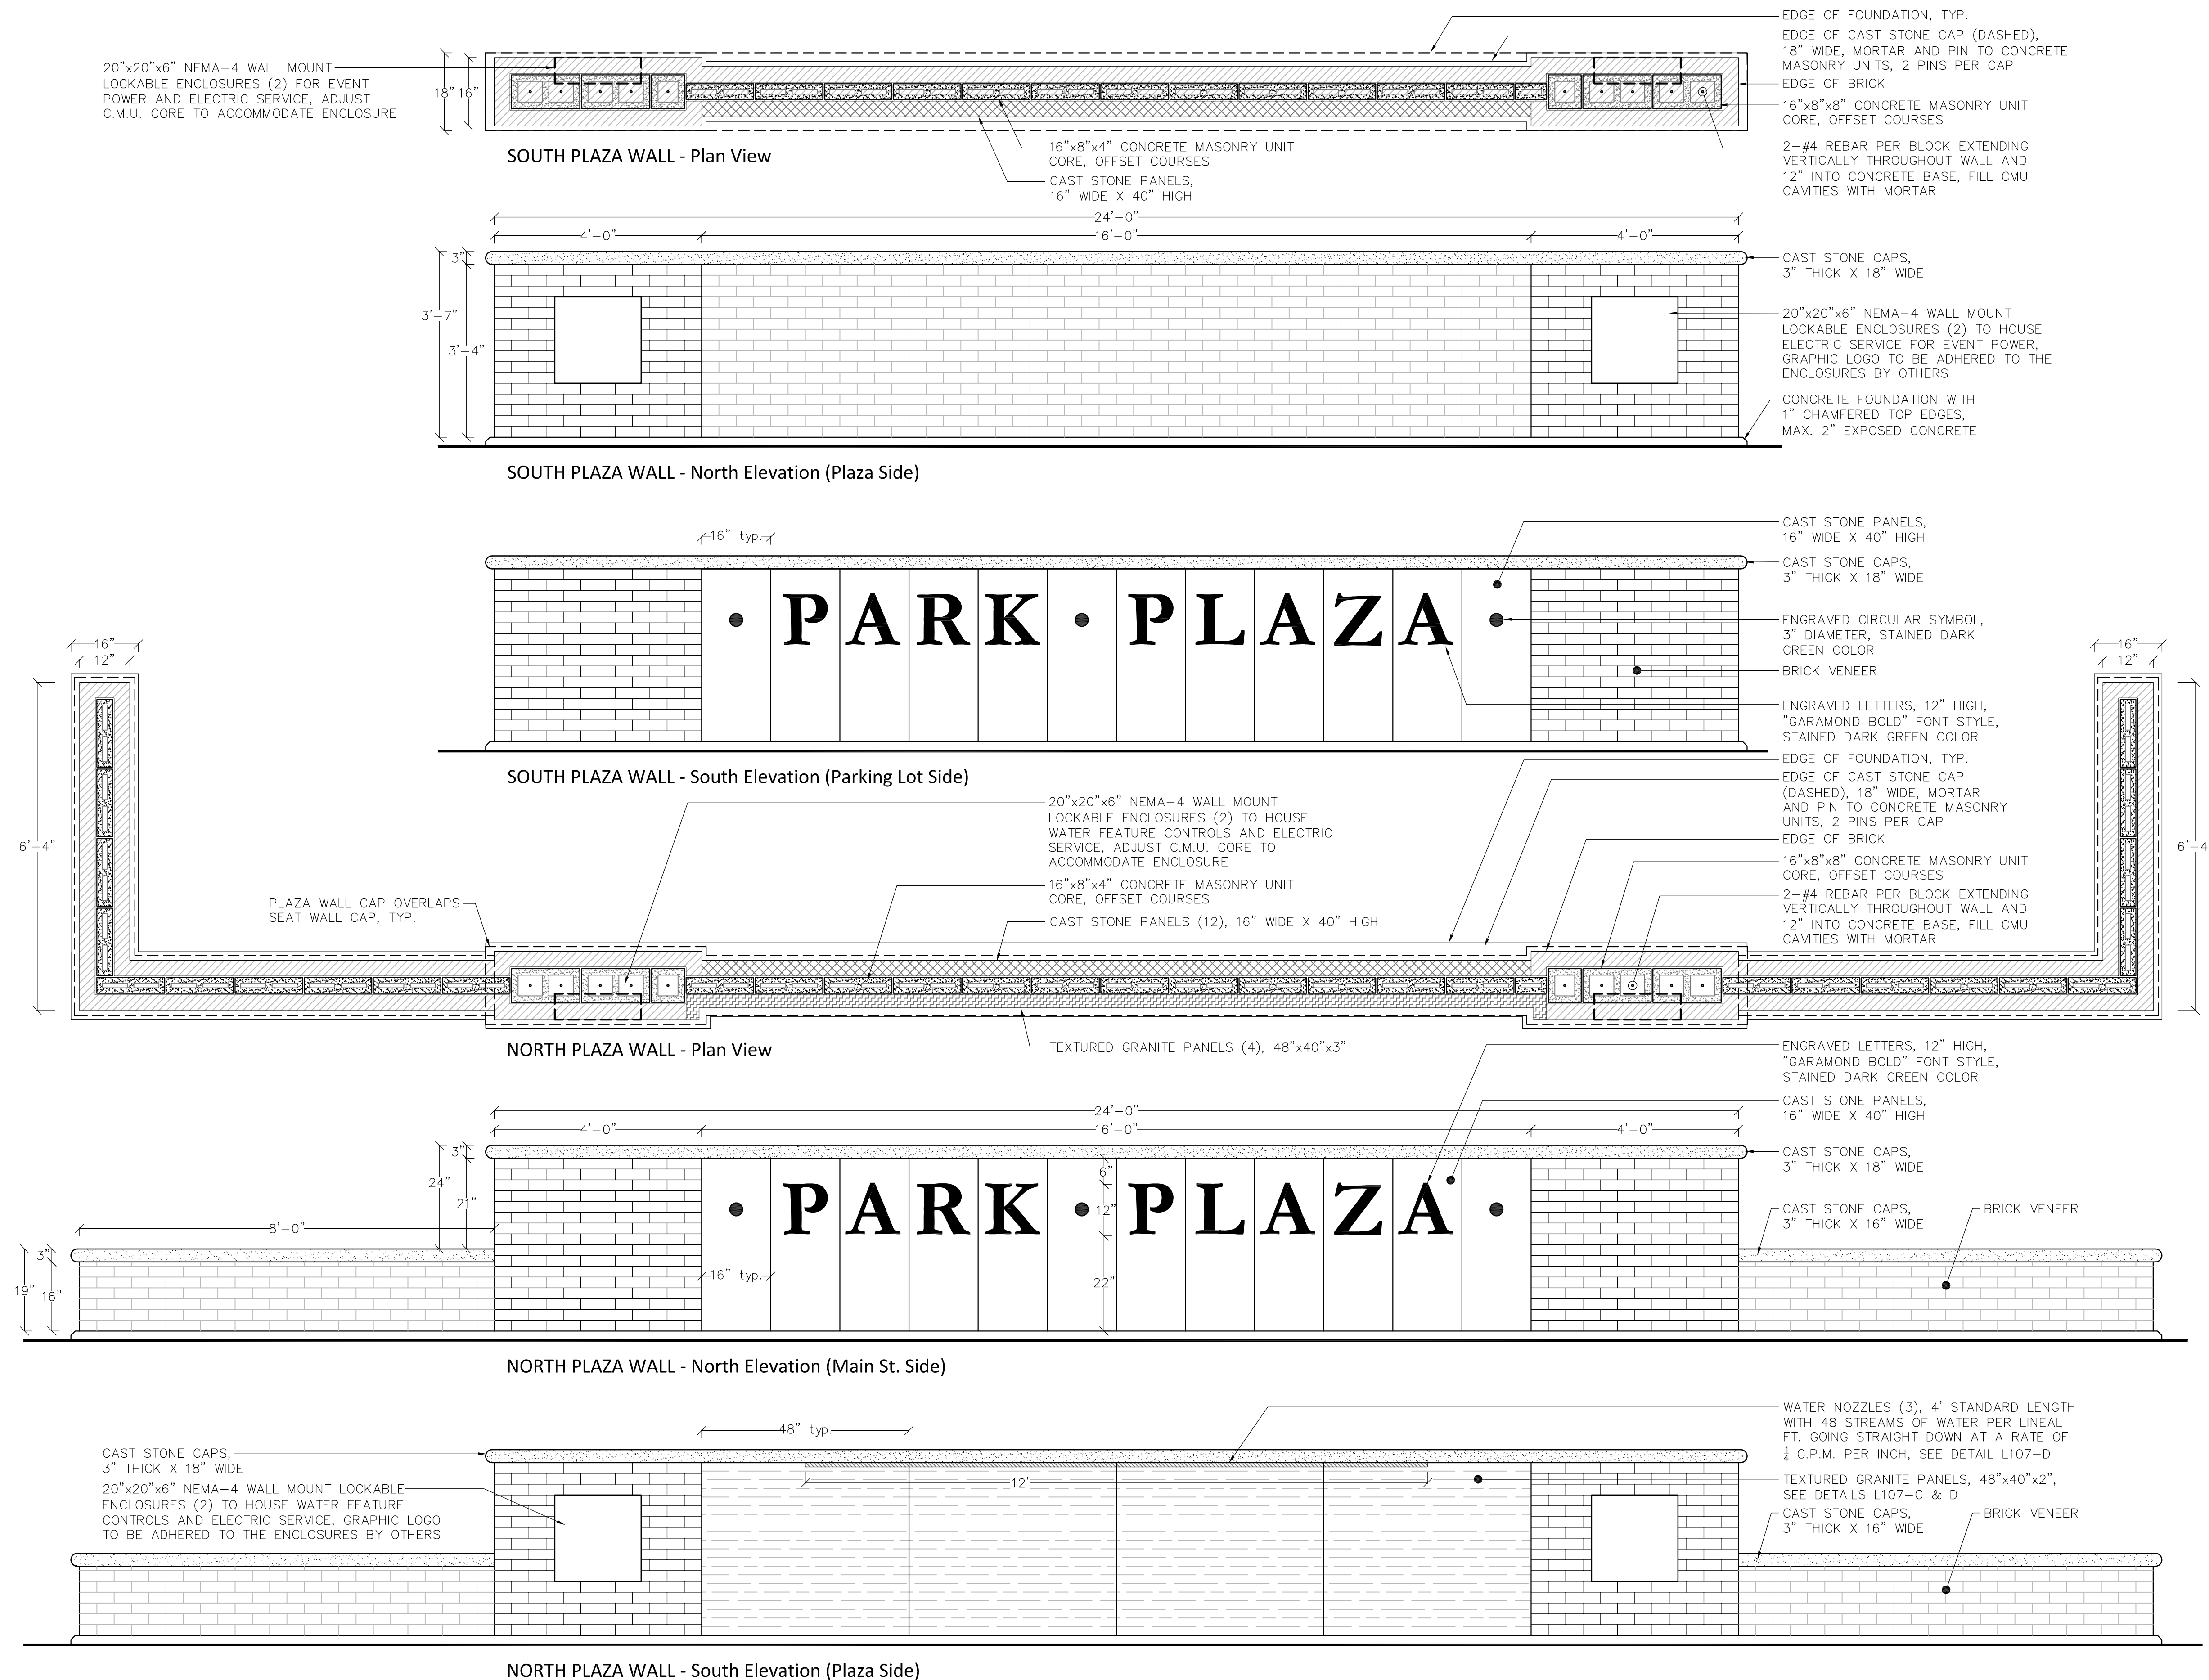 EDGE OF FOUNDATION, TYP.
EDGE OF CAST STONE CAP (DASHED),
18" WIDE, MORTAR AND PIN TO CONCRETE
MASONRY UNITS, 2 PINS PER CAP
EDGE OF BRICK
16"x8"x8" CONCRETE MASONRY UNIT
CORE, OFFSET COURSES
2-#4 REBAR PER BLOCK EXTENDING
VERTICALLY THROUGHOUT WALL AND
12" INTO CONCRETE BASE, FILL CMU
CAVITIES WITH MORTAR
20"x20"x6" NEMA-4 WALL MOUNT
LOCKABLE ENCLOSURES (2) FOR EVENT
POWER AND ELECTRIC SERVICE, ADJUST
C.M.U. CORE TO ACCOMMODATE ENCLOSURE
18"
16"
16"x8"x4" CONCRETE MASONRY UNIT
CORE, OFFSET COURSES
CAST STONE PANELS,
16" WIDE X 40" HIGH
SOUTH PLAZA WALL - Plan View
24'-0"
4'-0"
16'-0"
4'-0"
3"
3'-7"
3'-4"
CAST STONE CAPS,
3" THICK X 18" WIDE
20"x20"x6" NEMA-4 WALL MOUNT
LOCKABLE ENCLOSURES (2) TO HOUSE
ELECTRIC SERVICE FOR EVENT POWER,
GRAPHIC LOGO TO BE ADHERED TO THE
ENCLOSURES BY OTHERS
CONCRETE FOUNDATION WITH
1" CHAMFERED TOP EDGES,
MAX. 2" EXPOSED CONCRETE
SOUTH PLAZA WALL - North Elevation (Plaza Side)
16" typ.
PARK PLAZA
CAST STONE PANELS,
16" WIDE X 40" HIGH
CAST STONE CAPS,
3" THICK X 18" WIDE
ENGRAVED CIRCULAR SYMBOL,
3" DIAMETER, STAINED DARK
GREEN COLOR
BRICK VENEER
ENGRAVED LETTERS, 12" HIGH,
"GARAMOND BOLD" FONT STYLE,
STAINED DARK GREEN COLOR
SOUTH PLAZA WALL - South Elevation (Parking Lot Side)
16"
12"
6'-4"
16"
12"
6'-4
EDGE OF FOUNDATION, TYP.
EDGE OF CAST STONE CAP
(DASHED), 18" WIDE, MORTAR
AND PIN TO CONCRETE MASONRY
UNITS, 2 PINS PER CAP
EDGE OF BRICK
16"x8"x8" CONCRETE MASONRY UNIT
CORE, OFFSET COURSES
2-#4 REBAR PER BLOCK EXTENDING
VERTICALLY THROUGHOUT WALL AND
12" INTO CONCRETE BASE, FILL CMU
CAVITIES WITH MORTAR
20"x20"x6" NEMA-4 WALL MOUNT
LOCKABLE ENCLOSURES (2) TO HOUSE
WATER FEATURE CONTROLS AND ELECTRIC
SERVICE, ADJUST C.M.U. CORE TO
ACCOMMODATE ENCLOSURE
16"x8"x4" CONCRETE MASONRY UNIT
CORE, OFFSET COURSES
CAST STONE PANELS (12), 16" WIDE X 40" HIGH
PLAZA WALL CAP OVERLAPS
SEAT WALL CAP, TYP.
TEXTURED GRANITE PANELS (4), 48"x40"x3"
NORTH PLAZA WALL - Plan View
ENGRAVED LETTERS, 12" HIGH,
"GARAMOND BOLD" FONT STYLE,
STAINED DARK GREEN COLOR
CAST STONE PANELS,
16" WIDE X 40" HIGH
CAST STONE CAPS,
3" THICK X 18" WIDE
CAST STONE CAPS,
3" THICK X 16" WIDE
BRICK VENEER
24'-0"
4'-0"
16'-0"
4'-0"
3"
24"
21"
8'-0"
3"
19"
16"
PARK PLAZA
6"
12"
16" typ.
22"
NORTH PLAZA WALL - North Elevation (Main St. Side)
WATER NOZZLES (3), 4' STANDARD LENGTH
WITH 48 STREAMS OF WATER PER LINEAL
FT. GOING STRAIGHT DOWN AT A RATE OF
1/4 G.P.M. PER INCH, SEE DETAIL L107-D
TEXTURED GRANITE PANELS, 48"x40"x2",
SEE DETAILS L107-C & D
CAST STONE CAPS,
3" THICK X 16" WIDE
BRICK VENEER
48" typ.
12'
CAST STONE CAPS,
3" THICK X 18" WIDE
20"x20"x6" NEMA-4 WALL MOUNT LOCKABLE
ENCLOSURES (2) TO HOUSE WATER FEATURE
CONTROLS AND ELECTRIC SERVICE, GRAPHIC LOGO
TO BE ADHERED TO THE ENCLOSURES BY OTHERS
NORTH PLAZA WALL - South Elevation (Plaza Side)